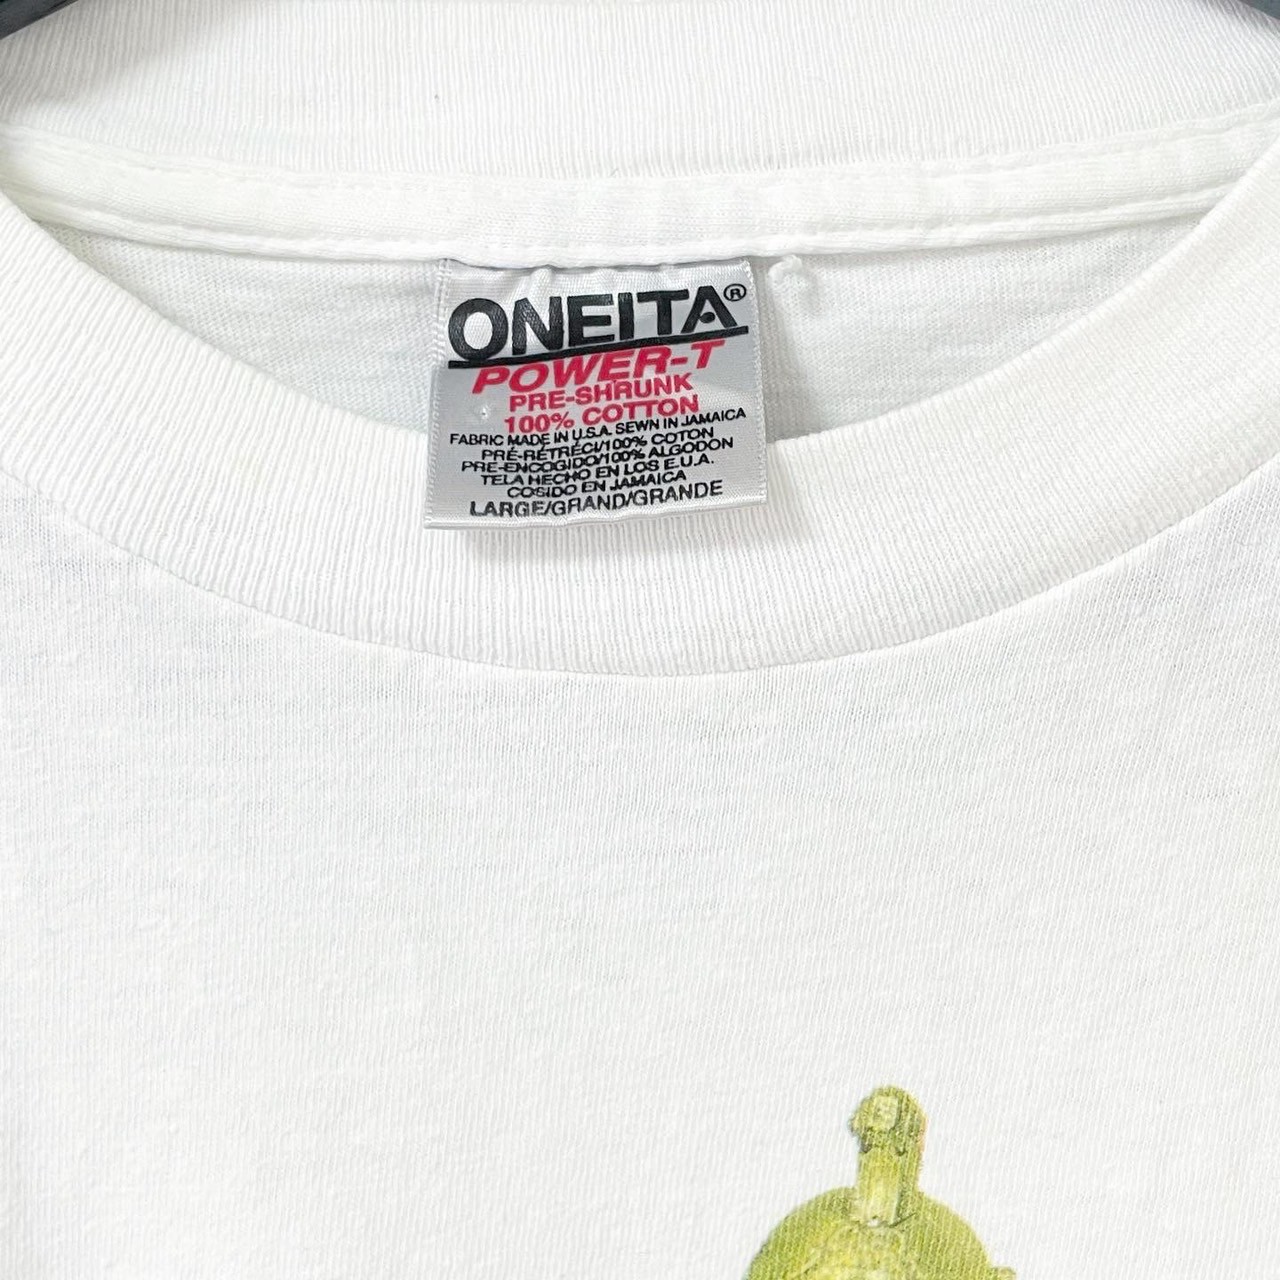 ONEITA®
POWER-T
PRE-SHRUNK
100% COTTON
FABRIC MADE IN U.S.A. SEWN IN JAMAICA
PRÉ-RÉTRÉCI/100% COTON
PRE-ENCOGIDO/100% ALGODON
TELA HECHO EN LOS E.U.A.
COSIDO EN JAMAICA
LARGE/GRAND/GRANDE